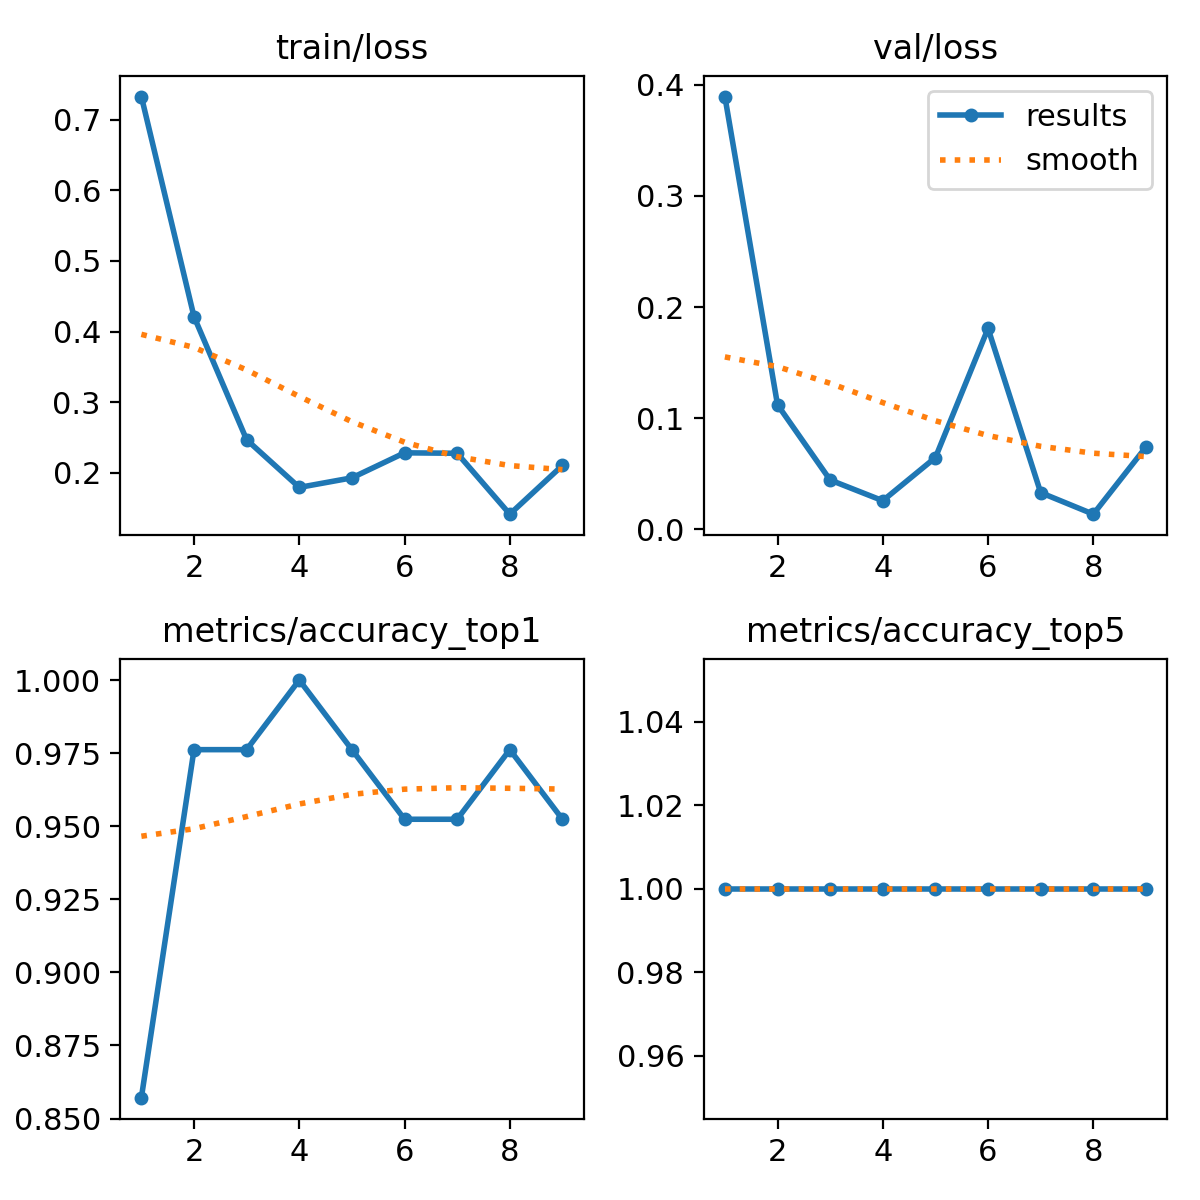 train/loss
0.7
0.6
0.5
0.4
0.3
0.2
2 4 6 8
val/loss
results
smooth
0.4
0.3
0.2
0.1
0.0
2 4 6 8
metrics/accuracy_top1
1.000
0.975
0.950
0.925
0.900
0.875
0.850
2 4 6 8
metrics/accuracy_top5
1.04
1.02
1.00
0.98
0.96
2 4 6 8